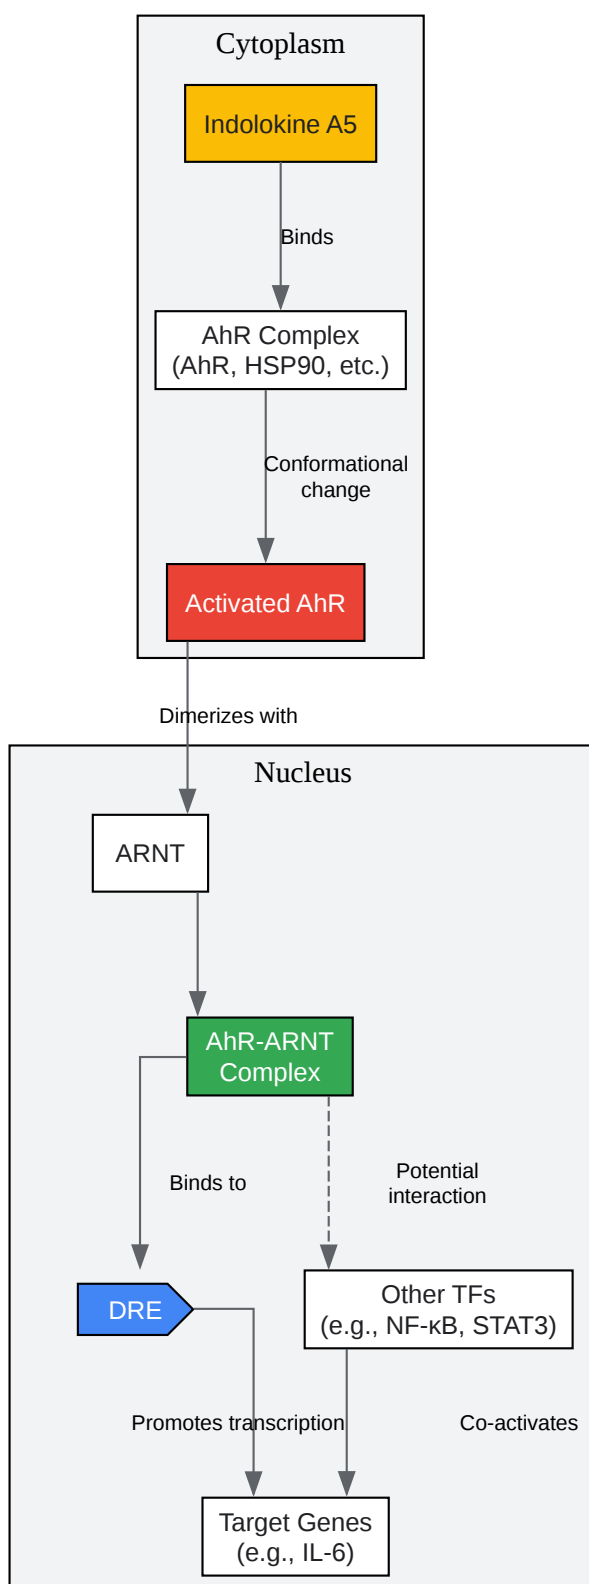 Cytoplasm
Indolokine A5
Binds
AhR Complex
(AhR, HSP90, etc.)
Conformational
change
Activated AhR
Dimerizes with
Nucleus
ARNT
AhR-ARNT
Complex
Binds to
Potential
interaction
DRE
Other TFs
(e.g., NF-κB, STAT3)
Promotes transcription
Co-activates
Target Genes
(e.g., IL-6)